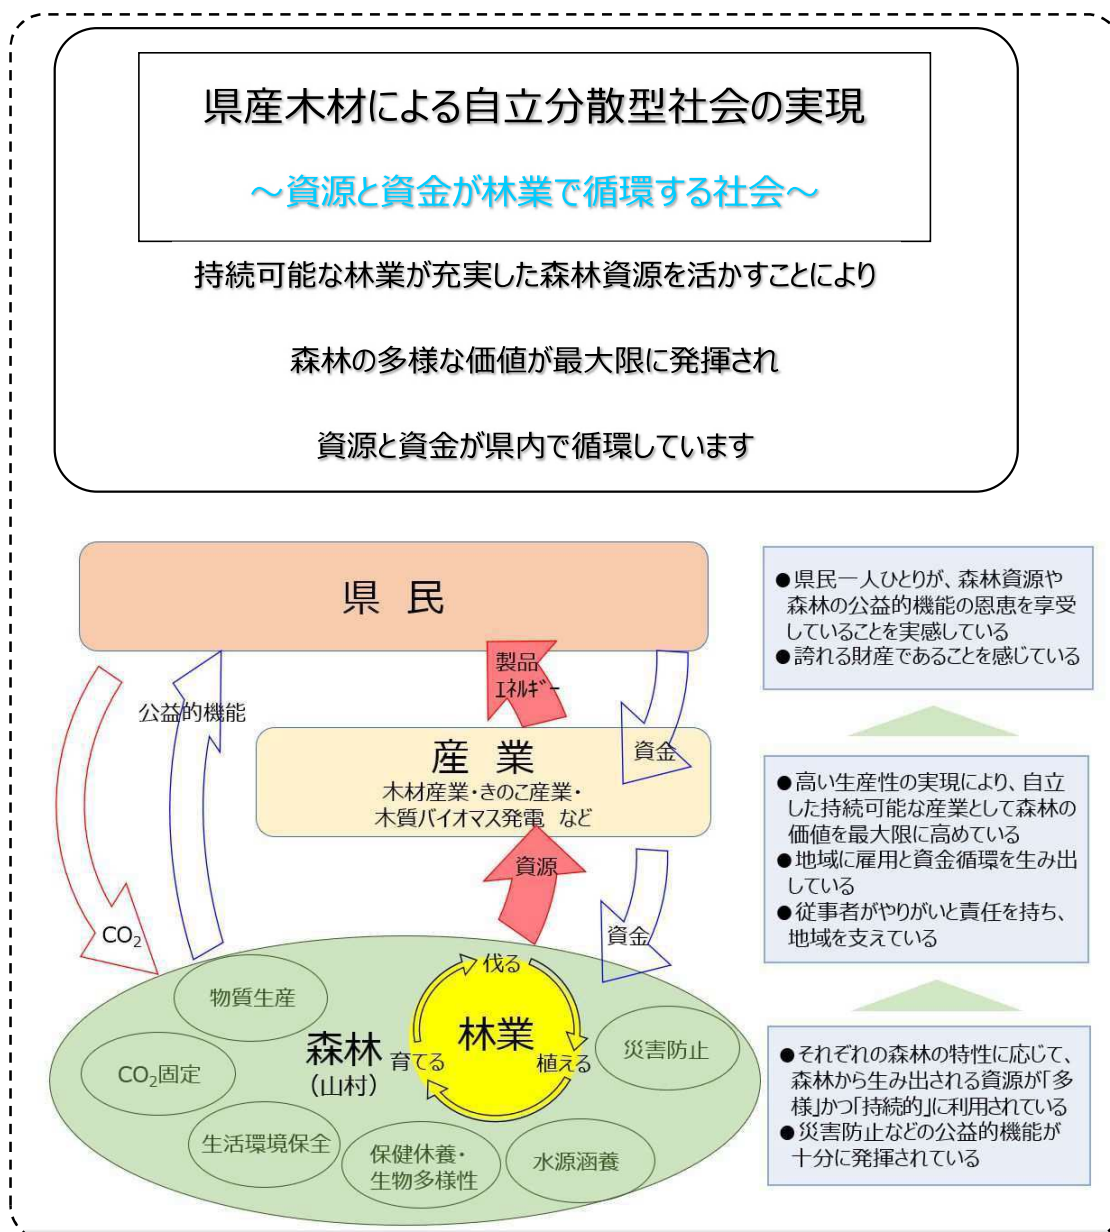 県産木材による自立分散型社会の実現
～資源と資金が林業で循環する社会～
持続可能な林業が充実した森林資源を活かすことにより
森林の多様な価値が最大限に発揮され
資源と資金が県内で循環しています
県 民
製品
ｴﾈﾙｷﾞｰ
公益的機能
資金
産 業
木材産業・きのこ産業・
木質バイオマス発電 など
資源
CO₂
資金
伐る
物質生産
林業
森林
（山村）
育てる
植える
災害防止
CO₂固定
生活環境保全
保健休養・
生物多様性
水源涵養
●県民一人ひとりが、森林資源や
森林の公益的機能の恩恵を享受
していることを実感している
●誇れる財産であることを感じている
●高い生産性の実現により、自立
した持続可能な産業として森林の
価値を最大限に高めている
●地域に雇用と資金循環を生み出
している
●従事者がやりがいと責任を持ち、
地域を支えている
●それぞれの森林の特性に応じて、
森林から生み出される資源が「多
様」かつ「持続的」に利用されている
●災害防止などの公益的機能が
十分に発揮されている